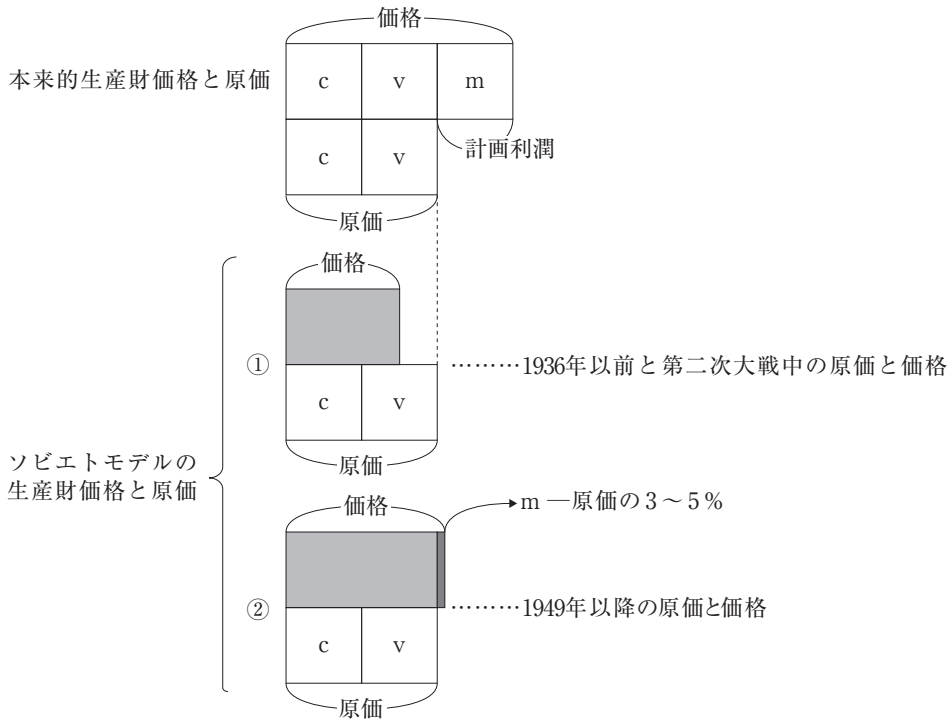 価格
本来的生産財価格と原価
c v m
計画利潤
c v
原価
価格
①
………1936年以前と第二次大戦中の原価と価格
c v
原価
ソビエトモデルの
生産財価格と原価
価格
m ―原価の3～5%
②
………1949年以降の原価と価格
c v
原価